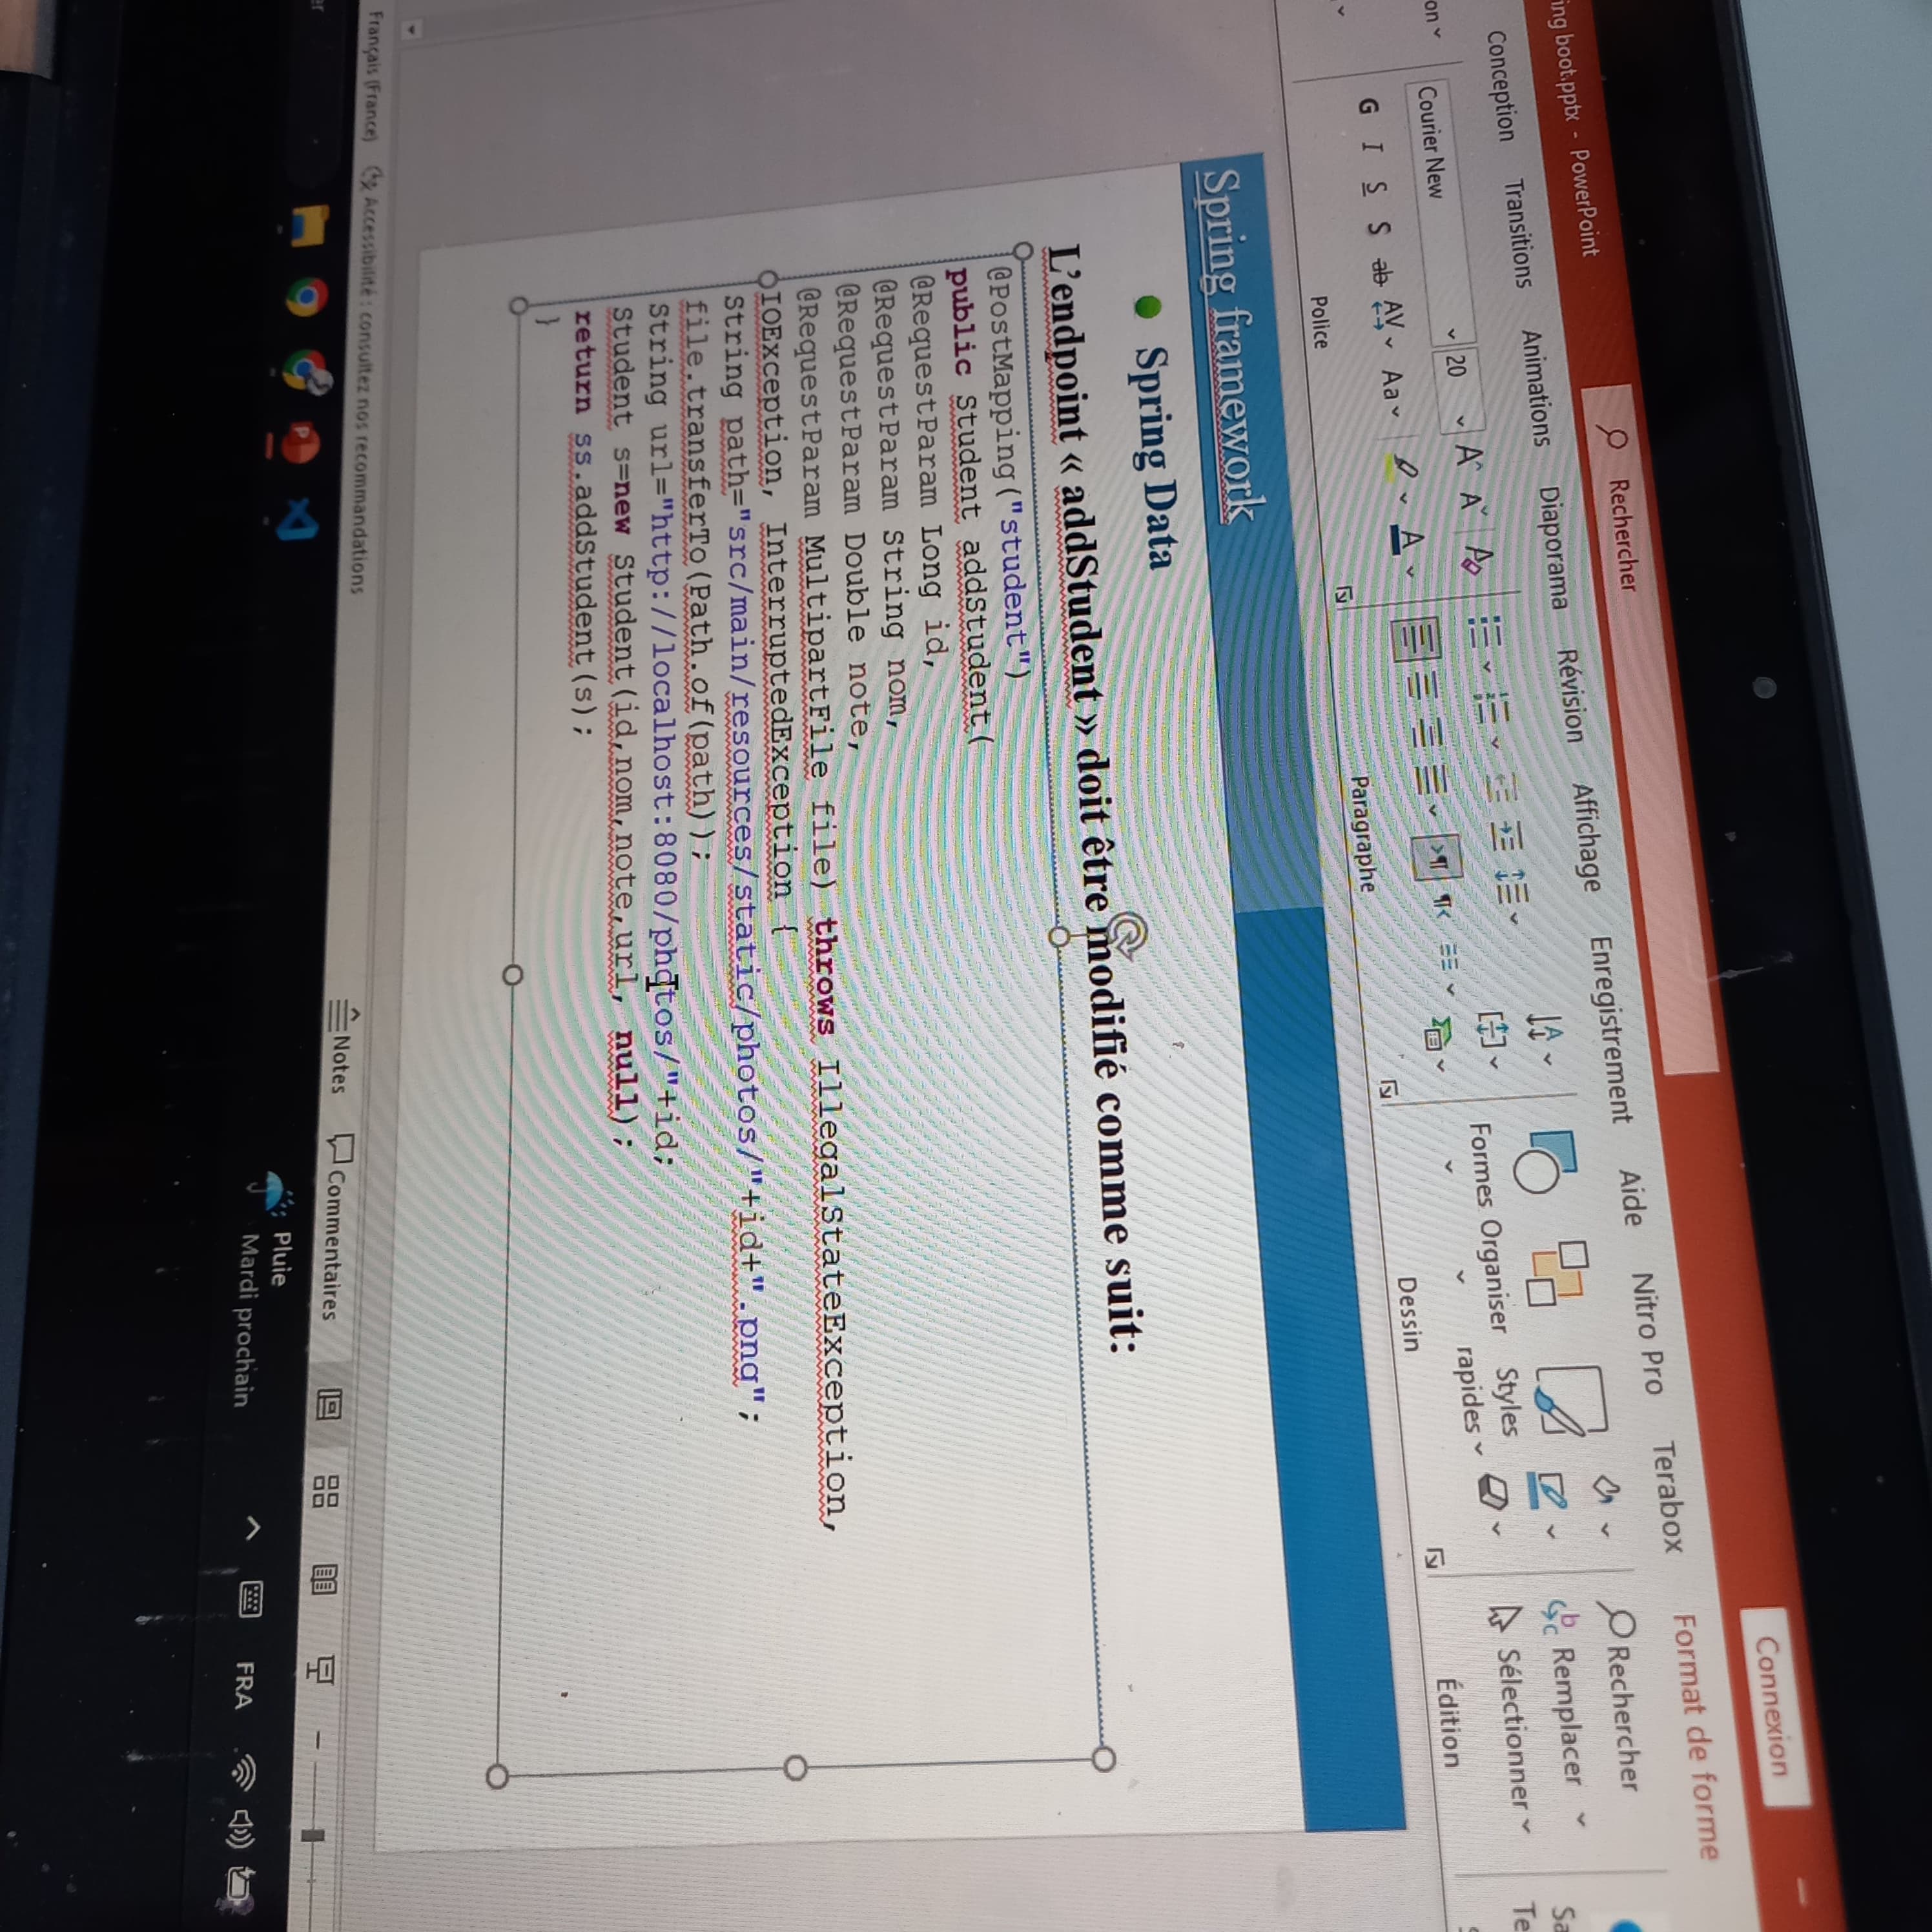 Connexion
ing boot.pptx - PowerPoint
Rechercher
Conception Transitions Animations Diaporama Révision Affichage Enregistrement Aide Nitro Pro Terabox Format de forme
Courier New 20
G I S S ab AV Aa A
Police
Paragraphe
Formes Organiser Styles rapides
Dessin
Rechercher
Remplacer
Sélectionner
Édition
Spring framework
Spring Data
L'endpoint « addStudent » doit être modifié comme suit:
@PostMapping("student")
public Student addStudent(
@RequestParam Long id,
@RequestParam String nom,
@RequestParam Double note,
@RequestParam MultipartFile file) throws IllegalStateException,
IOException, InterruptedException {
String path="src/main/resources/static/photos/"+id+".png";
file.transferTo(Path.of(path));
String url="http://localhost:8080/photos/"+id;
Student s=new Student(id,nom,note,url, null);
return ss.addStudent(s);
}
Français (France) Accessibilité : consultez nos recommandations
Notes Commentaires
Pluie
Mardi prochain
FRA